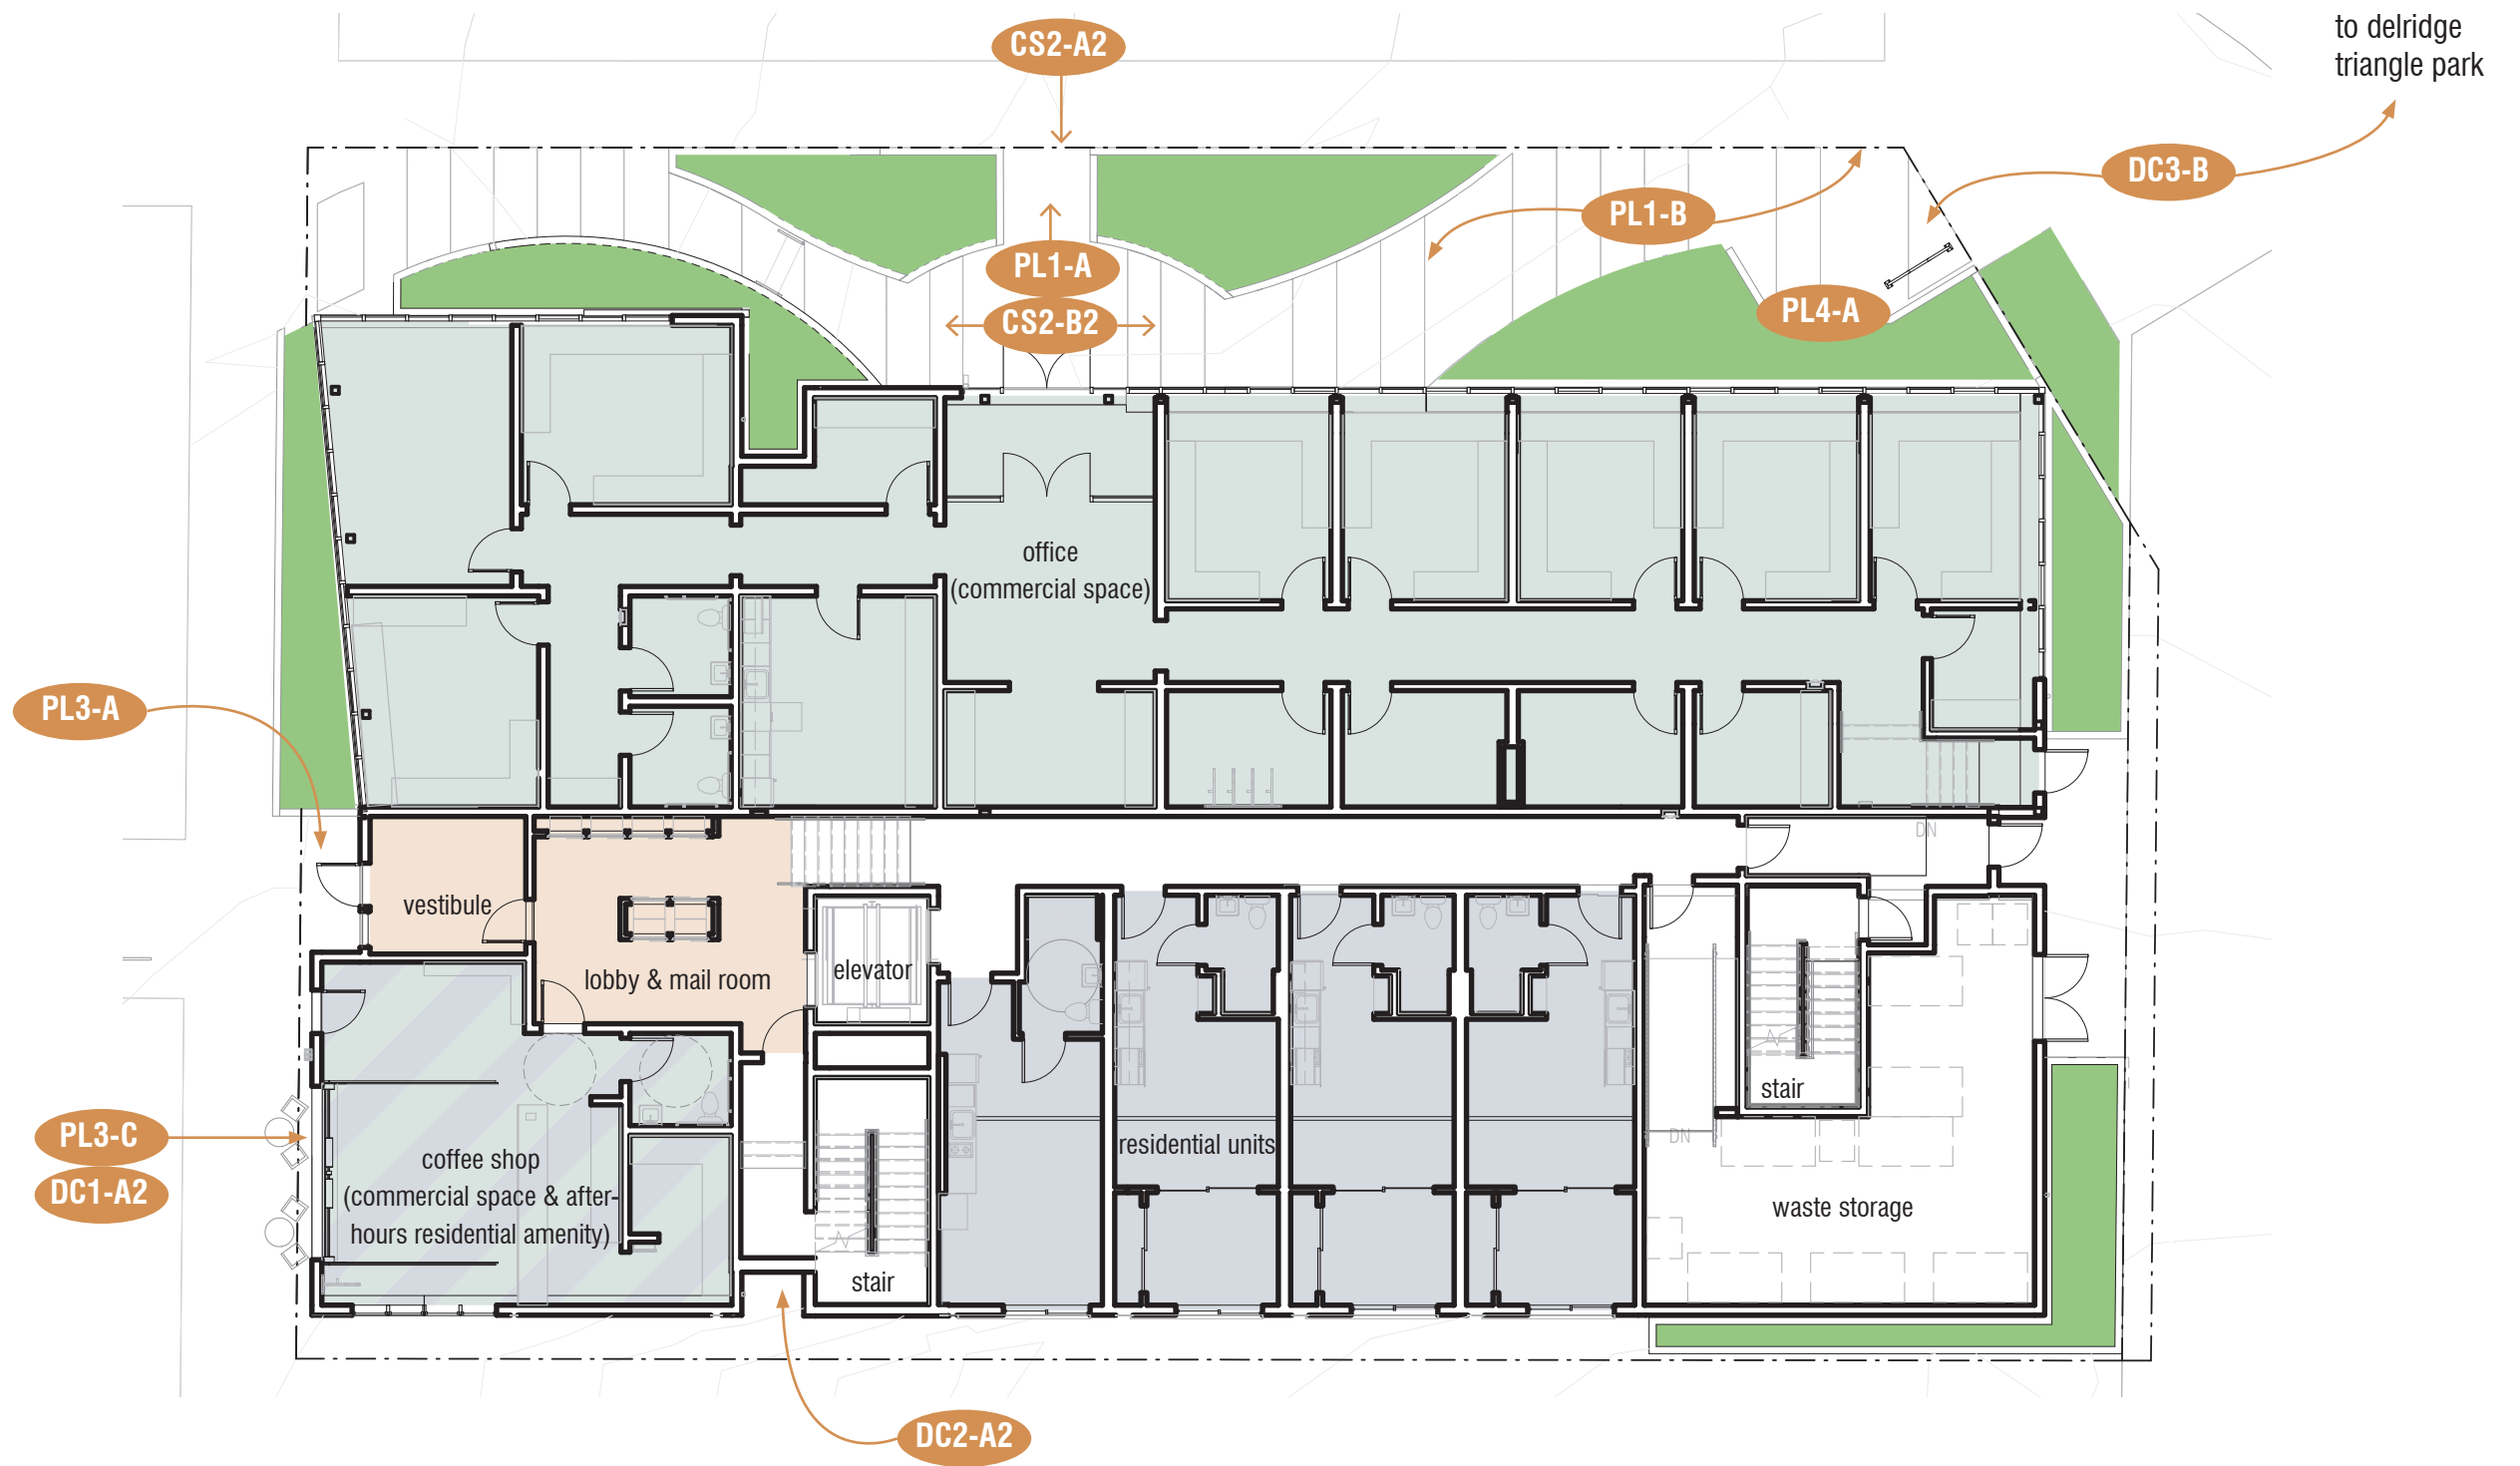 to delridge
triangle park
CS2-A2
DC3-B
PL1-B
PL1-A
CS2-B2
PL4-A
office
(commercial space)
PL3-A
DN
vestibule
lobby & mail room
elevator
stair
DN
PL3-C
DC1-A2
coffee shop
(commercial space & after-
hours residential amenity)
residential units
waste storage
stair
DC2-A2